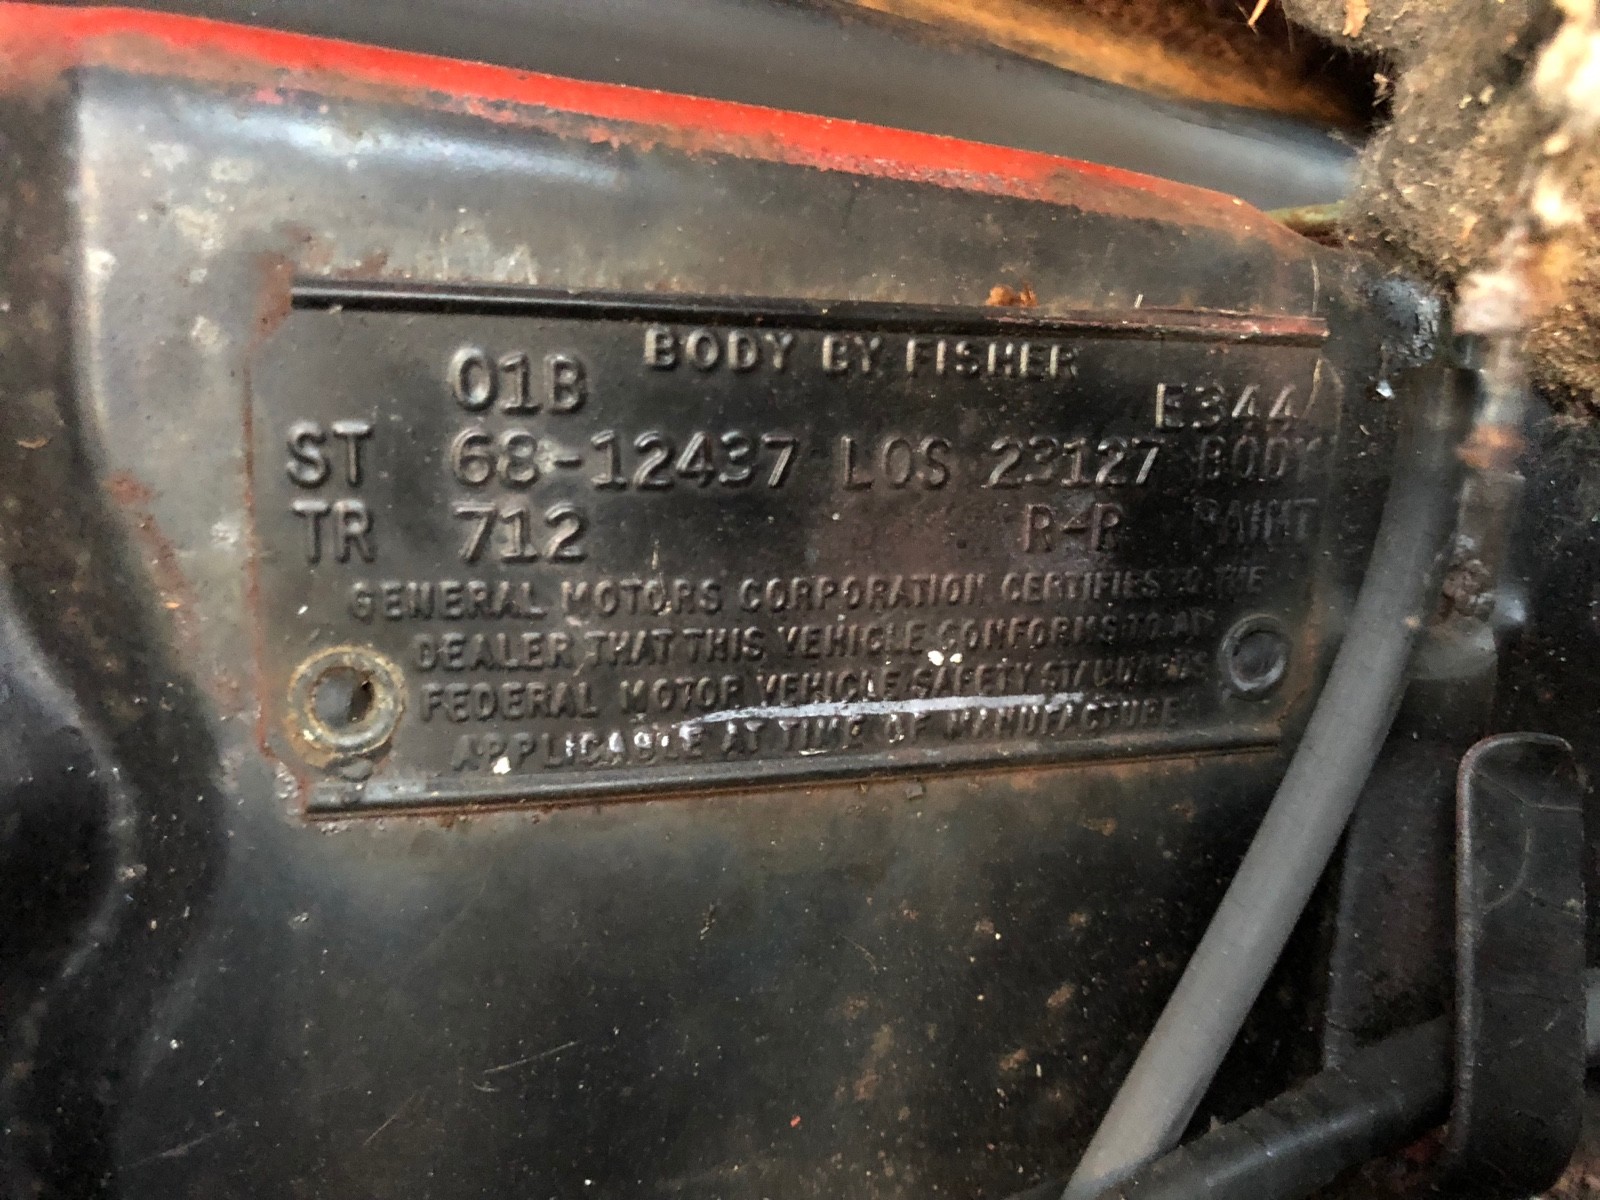 BODY BY FISHER
01B E344
ST 68-12437 LOS 23127 BODY
TR 712 R-R PAINT
GENERAL MOTORS CORPORATION CERTIFIES TO THE
DEALER THAT THIS VEHICLE CONFORMS TO ALL
FEDERAL MOTOR VEHICLE SAFETY STANDARDS
APPLICABLE AT TIME OF MANUFACTURE